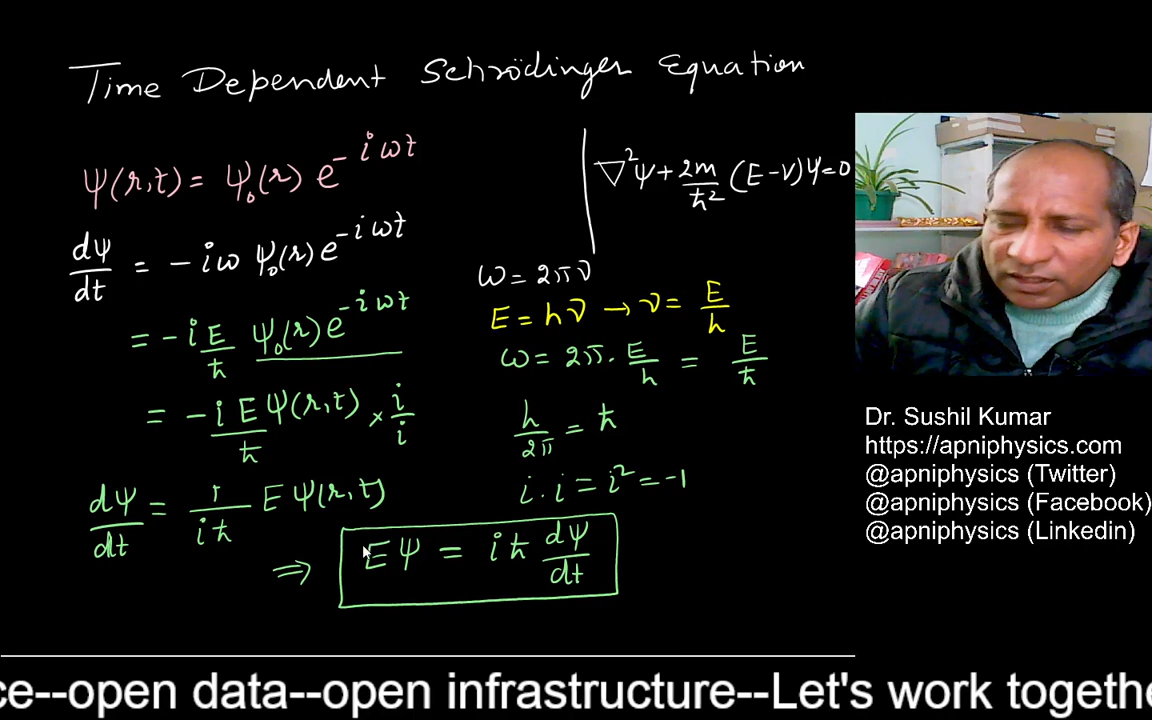 Time Dependent Schrödinger Equation
ψ(r,t) = ψ₀(r) e^{-iωt}
∇²ψ + 2m/ħ² (E-V)ψ=0
dψ/dt = -iω ψ₀(r) e^{-iωt}
ω = 2πν
= -i E/ħ ψ₀(r) e^{-iωt}
E = hν → ν = E/h
ω = 2π · E/h = E/ħ
= -i E/ħ ψ(r,t) × i/i
h/2π = ħ
i . i = i² = -1
dψ/dt = 1/iħ E ψ(r,t)
⇒ Eψ = iħ dψ/dt
Dr. Sushil Kumar
https://apniphysics.com
@apniphysics (Twitter)
@apniphysics (Facebook)
@apniphysics (Linkedin)
ce--open data--open infrastructure--Let's work togethe